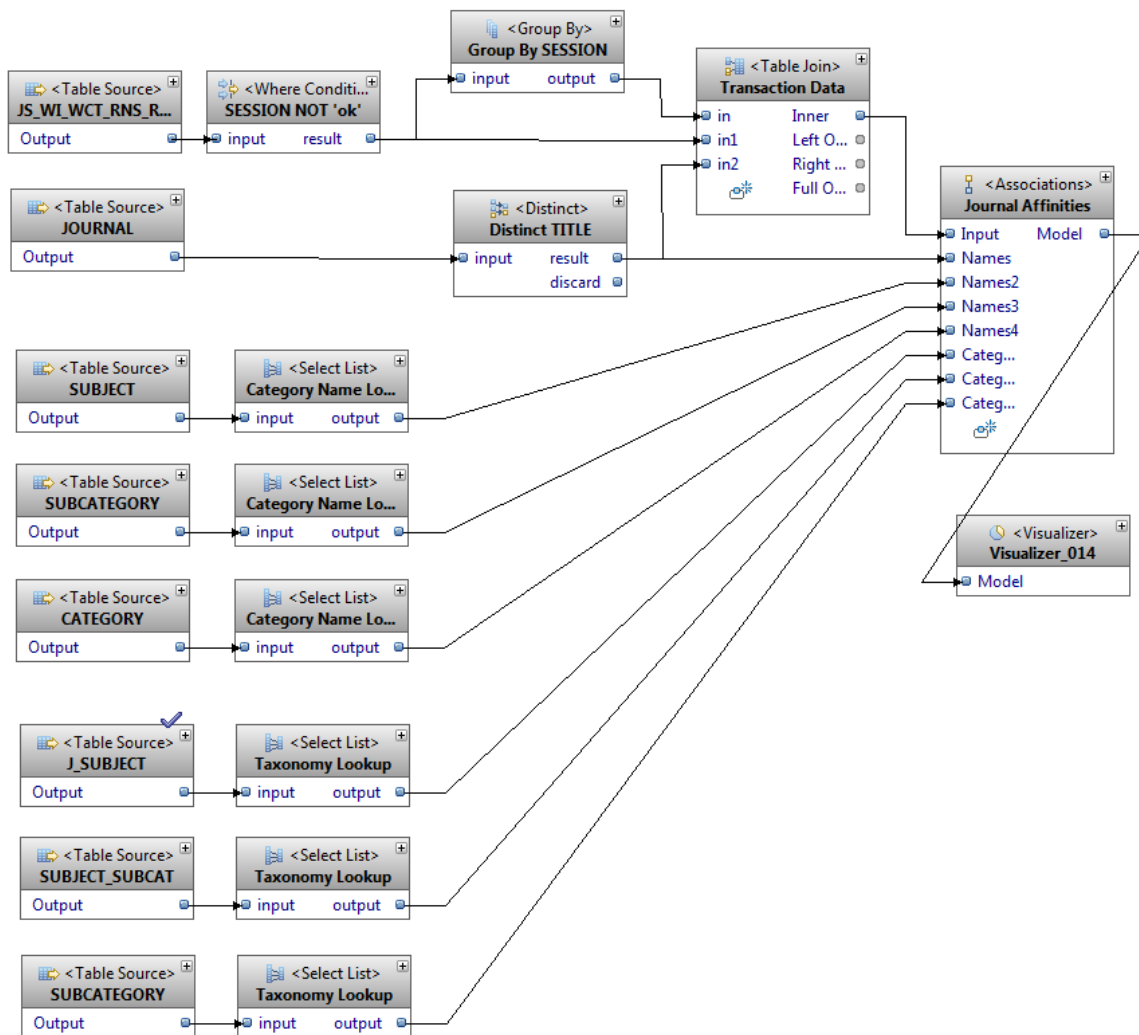 <Group By>
Group By SESSION
input output
<Table Source>
JS_WI_WCT_RNS_R...
Output
<Where Conditi...
SESSION NOT 'ok'
input result
<Table Join>
Transaction Data
in Inner
in1 Left O...
in2 Right ...
Full O...
<Table Source>
JOURNAL
Output
<Distinct>
Distinct TITLE
input result
discard
<Associations>
Journal Affinities
Input Model
Names
Names2
Names3
Names4
Categ...
Categ...
Categ...
<Table Source>
SUBJECT
Output
<Select List>
Category Name Lo...
input output
<Table Source>
SUBCATEGORY
Output
<Select List>
Category Name Lo...
input output
<Visualizer>
Visualizer_014
Model
<Table Source>
CATEGORY
Output
<Select List>
Category Name Lo...
input output
<Table Source>
J_SUBJECT
Output
<Select List>
Taxonomy Lookup
input output
<Table Source>
SUBJECT_SUBCAT
Output
<Select List>
Taxonomy Lookup
input output
<Table Source>
SUBCATEGORY
Output
<Select List>
Taxonomy Lookup
input output